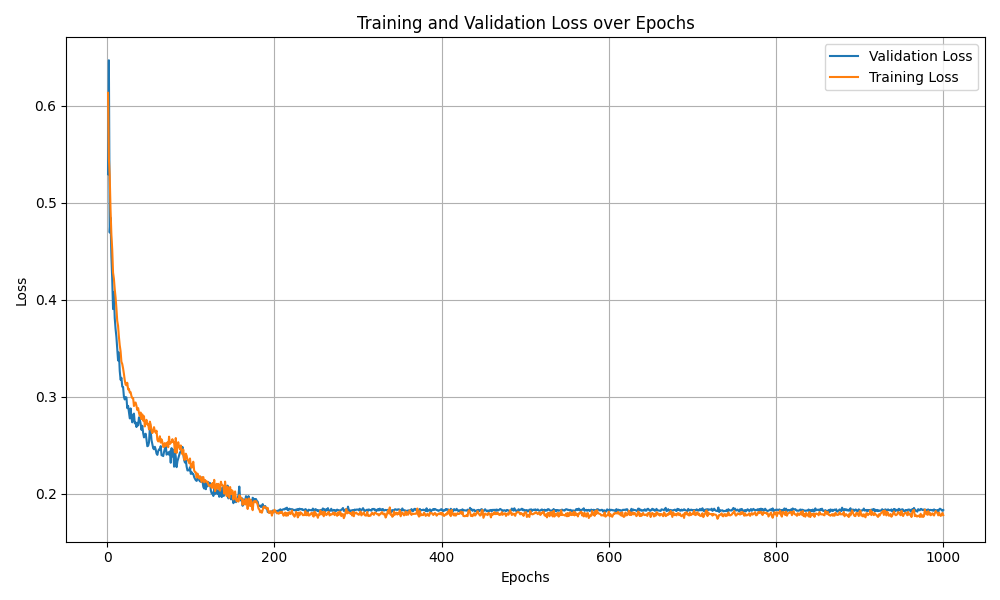 Training and Validation Loss over Epochs
Validation Loss
Training Loss
0.6
0.5
0.4
0.3
0.2
Loss
0
200
400
600
800
1000
Epochs